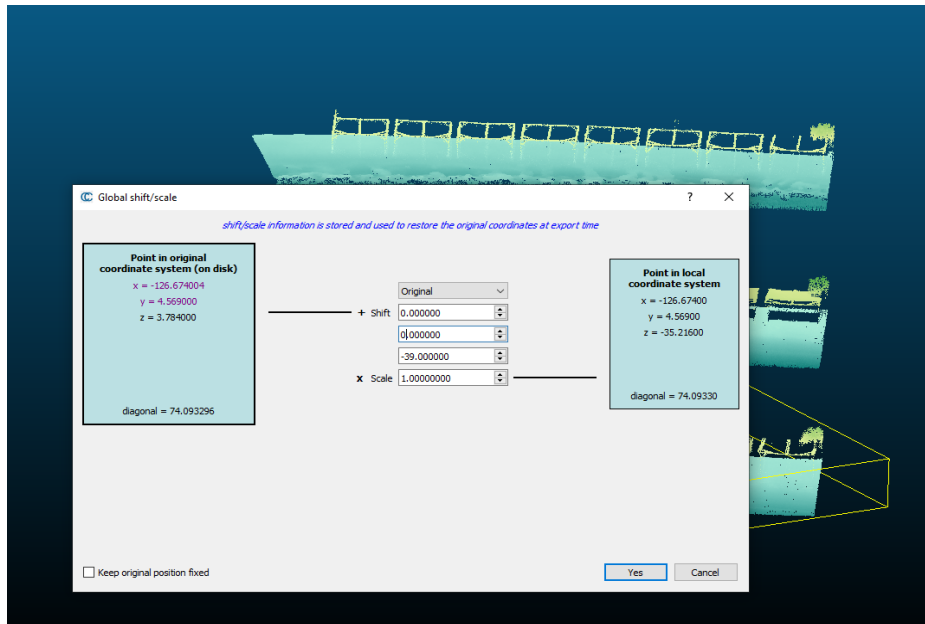 Global shift/scale
? ×
shift/scale information is stored and used to restore the original coordinates at export time
Point in original
coordinate system (on disk)
x = -126.674004
y = 4.569000
z = 3.784000
diagonal = 74.093296
Original
+ Shift 0.000000
0.000000
-39.000000
x Scale 1.00000000
Point in local
coordinate system
x = -126.67400
y = 4.56900
z = -35.21600
diagonal = 74.09330
Keep original position fixed
Yes Cancel